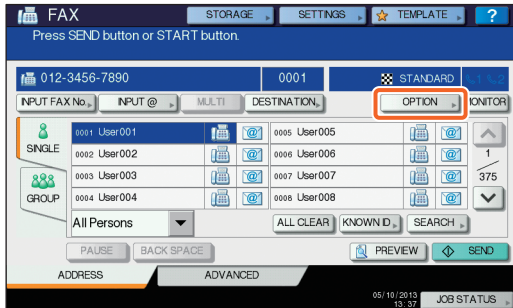 FAX STORAGE SETTINGS TEMPLATE ?
Press SEND button or START button.
012-3456-7890 0001 STANDARD L1 L2
INPUT FAX No. INPUT @ MULTI DESTINATION OPTION MONITOR
SINGLE
0001 User001 0005 User005
0002 User002 0006 User006
0003 User003 0007 User007
0004 User004 0008 User008
1
375
GROUP
All Persons ALL CLEAR KNOWN ID SEARCH
PAUSE BACK SPACE PREVIEW SEND
ADDRESS ADVANCED
05/10/2013
13:37
JOB STATUS